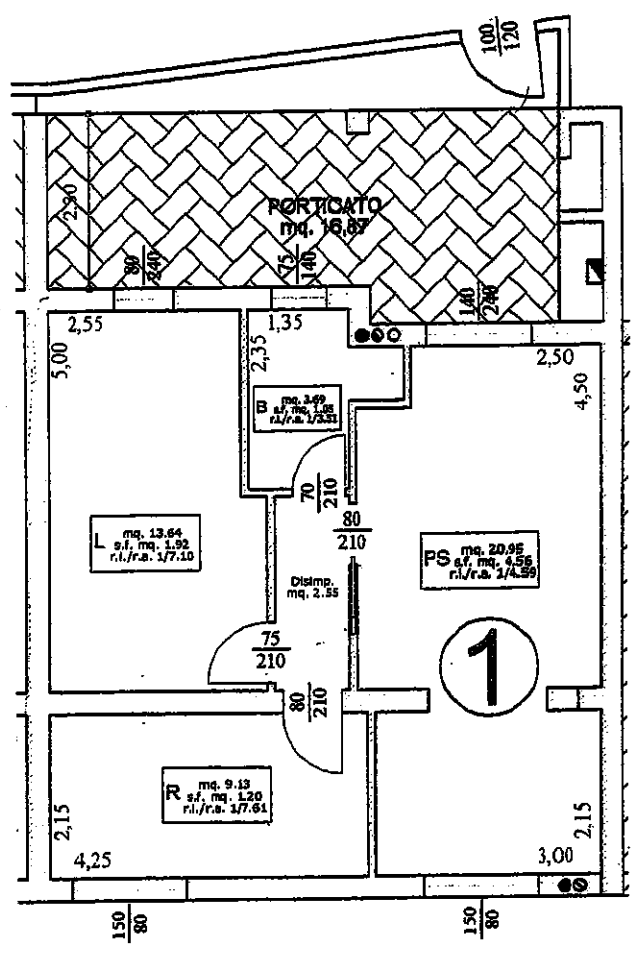 100
120
2,90
PORTICATO
mq. 16,87
80
240
75
140
140
240
2,55
1,35
2,50
5,00
2,35
4,50
B
mq. 3.69
s.f. mq. 1.05
r.i./r.a. 1/3.51
70
210
80
210
L
mq. 13.64
s.f. mq. 1.92
r.i./r.a. 1/7.10
PS
mq. 20.95
s.f. mq. 4.56
r.i./r.a. 1/4.59
Disimp.
mq. 2.55
75
210
1
80
210
R
mq. 9.13
s.f. mq. 1.20
r.i./r.a. 1/7.61
2,15
2,15
4,25
3,00
150
80
150
80